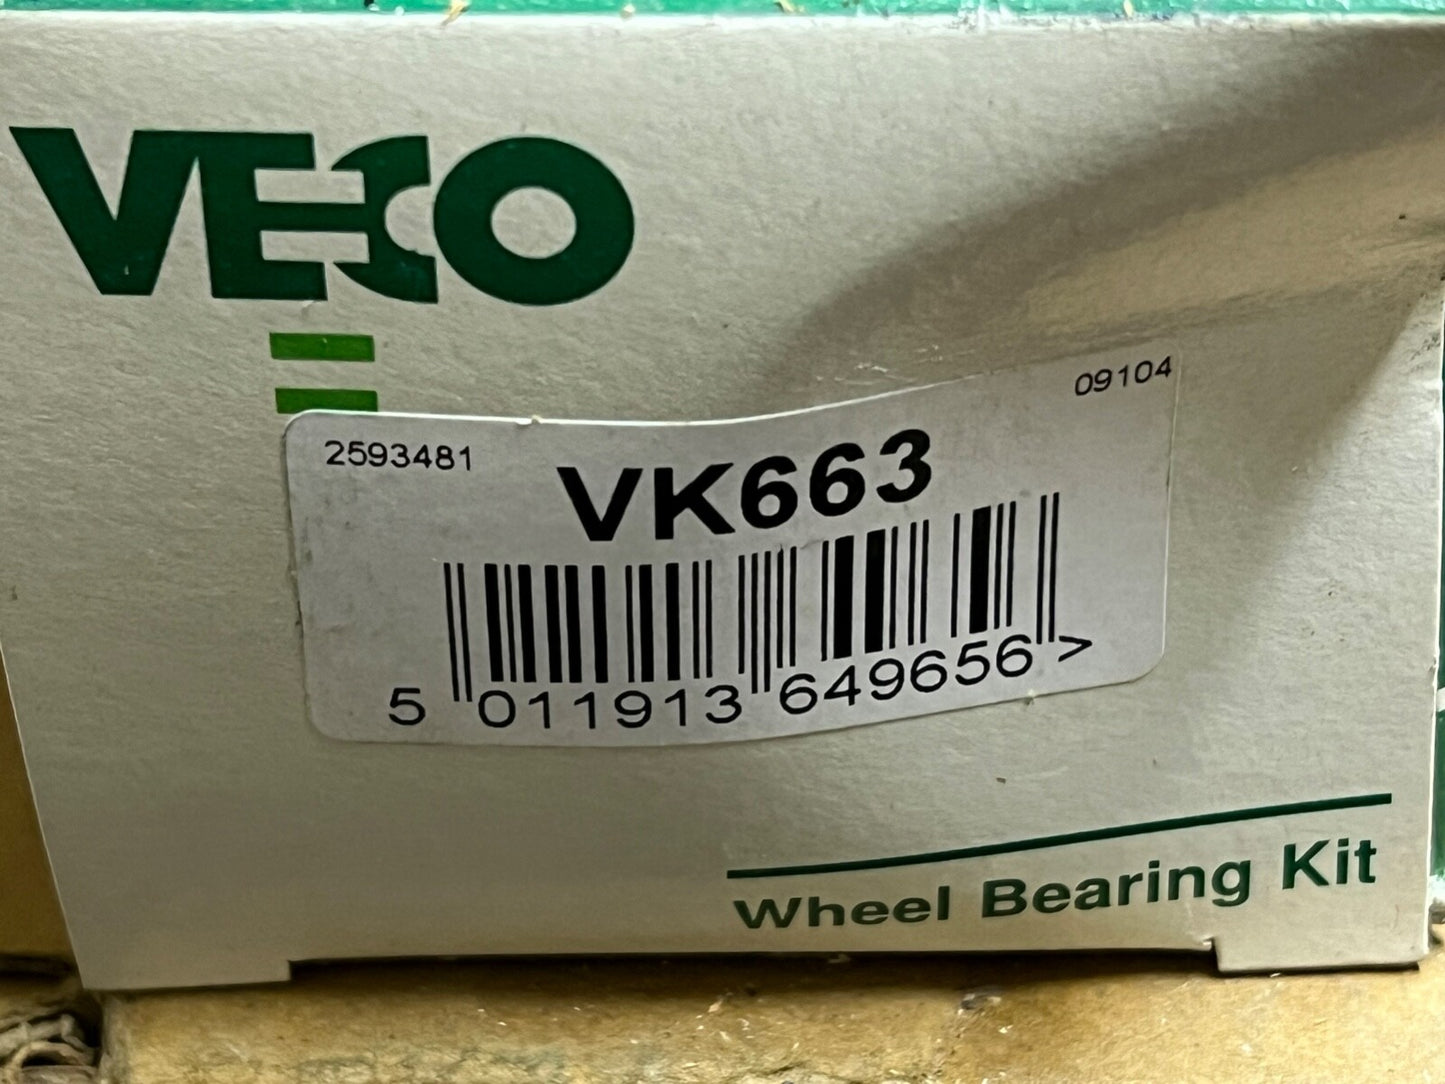 VECO
09104
2593481
VK663
5 011913 649656 >
Wheel Bearing Kit